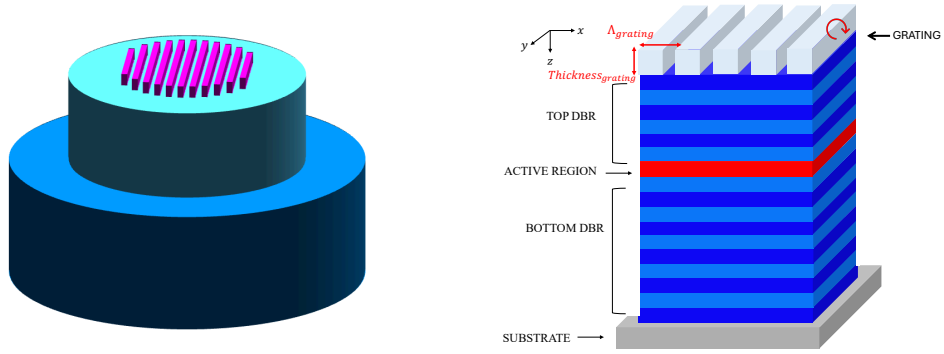 Λgrating
GRATING
y
x
z
Thicknessgrating
TOP DBR
ACTIVE REGION
BOTTOM DBR
SUBSTRATE